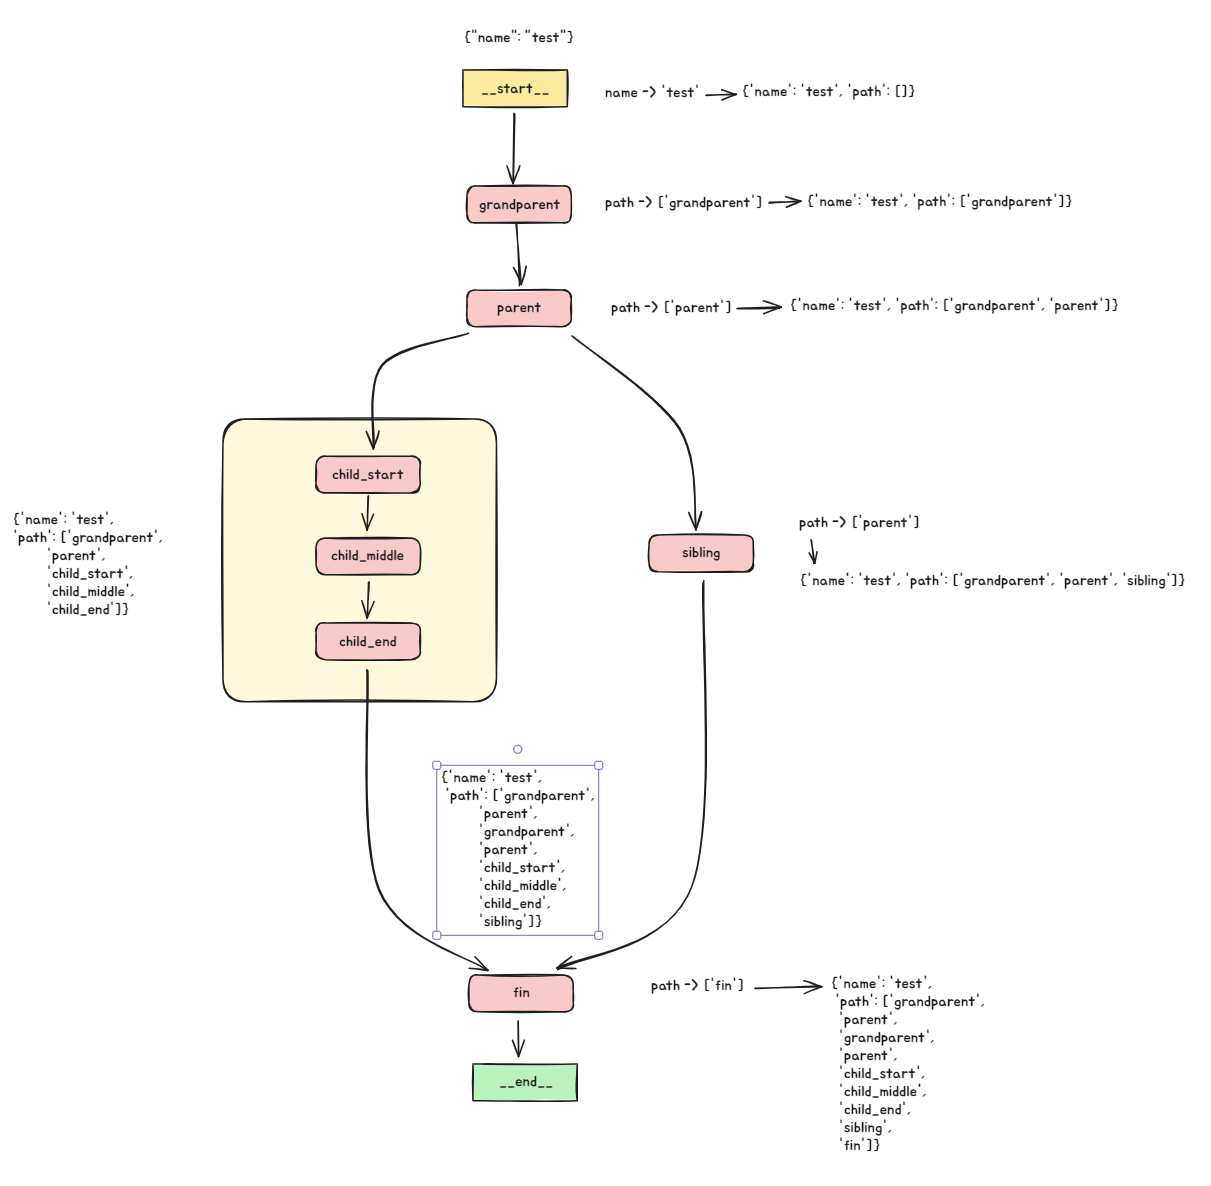 {"name": "test"}
__start__
name -> 'test'
{'name': 'test', 'path': []}
grandparent
path -> ['grandparent']
{'name': 'test', 'path': ['grandparent']}
parent
path -> ['parent']
{'name': 'test', 'path': ['grandparent', 'parent']}
child_start
child_middle
child_end
{'name': 'test',
'path': ['grandparent',
'parent',
'child_start',
'child_middle',
'child_end']}
sibling
path -> ['parent']
{'name': 'test', 'path': ['grandparent', 'parent', 'sibling']}
{'name': 'test',
'path': ['grandparent',
'parent',
'grandparent',
'parent',
'child_start',
'child_middle',
'child_end',
'sibling']}
fin
path -> ['fin']
{'name': 'test',
'path': ['grandparent',
'parent',
'grandparent',
'parent',
'child_start',
'child_middle',
'child_end',
'sibling',
'fin']}
__end__